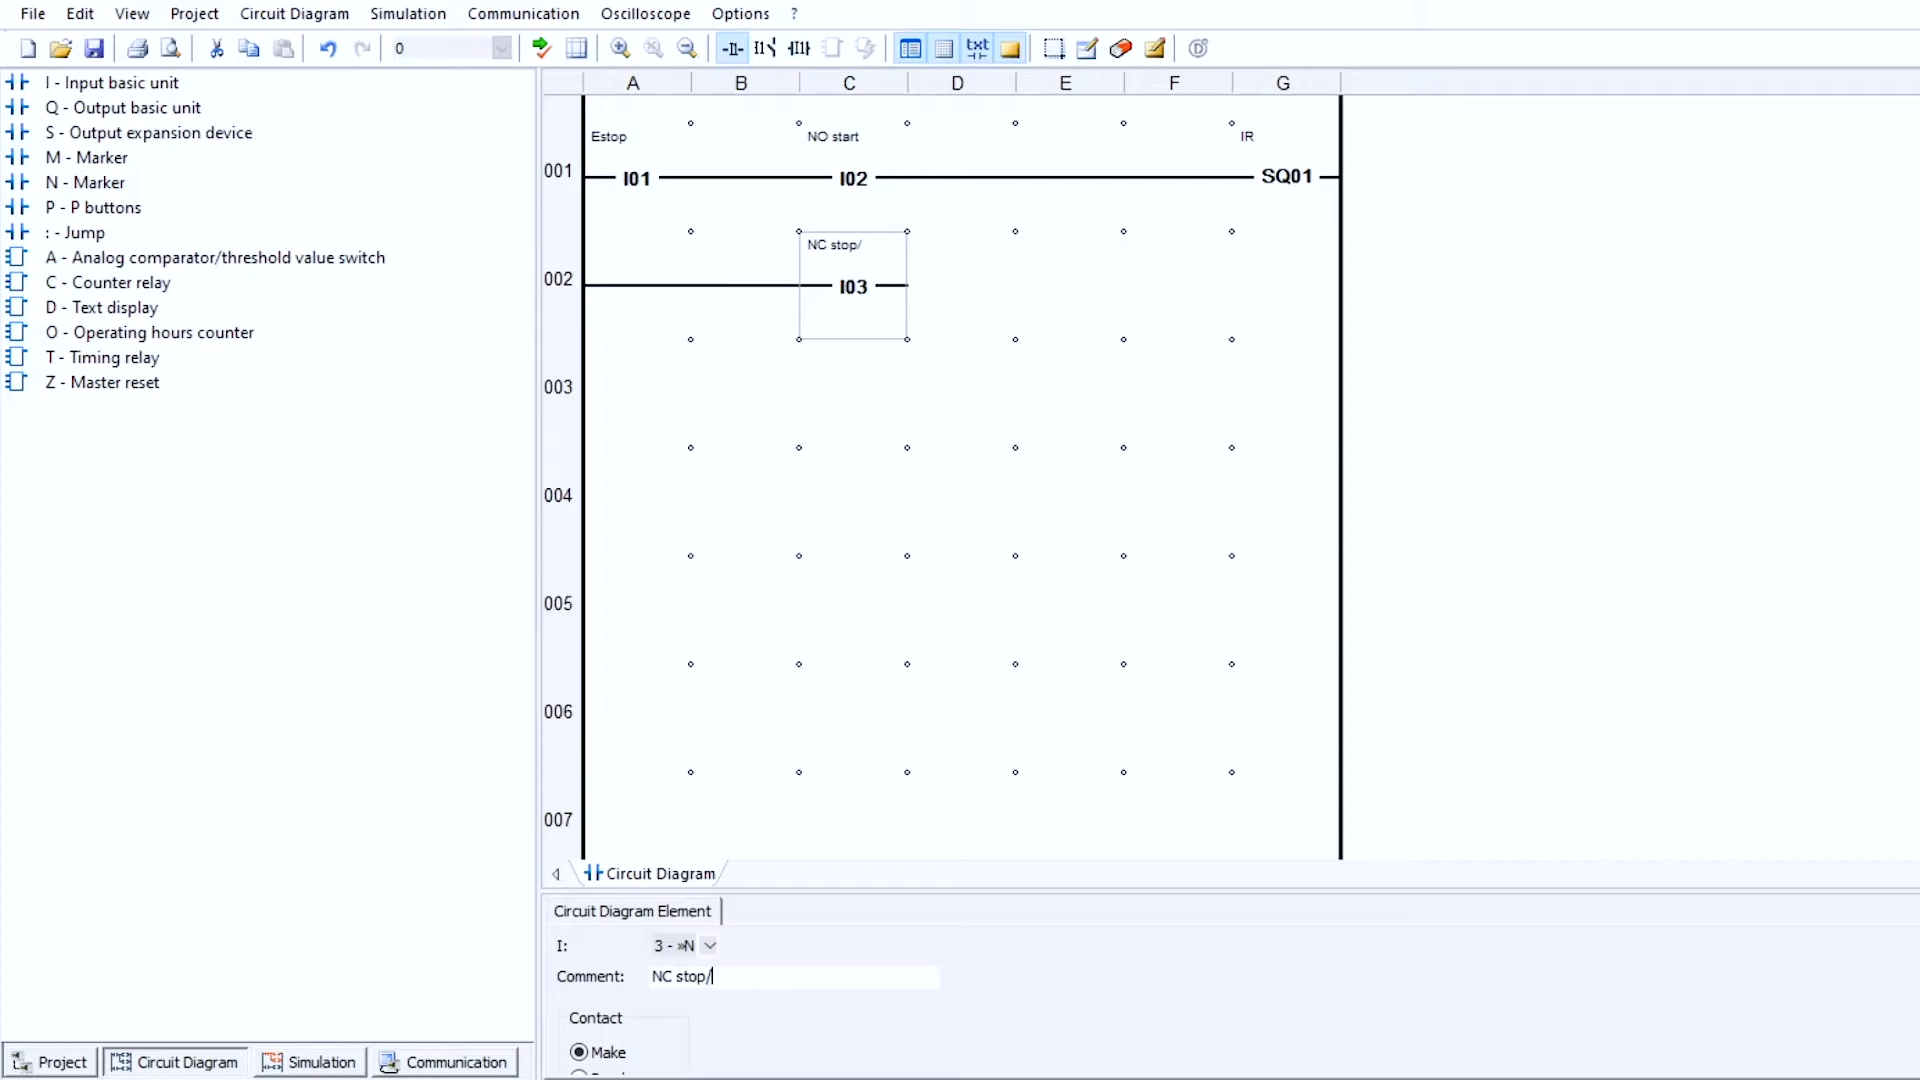 File Edit View Project Circuit Diagram Simulation Communication Oscilloscope Options ?
0
txt
I - Input basic unit
Q - Output basic unit
S - Output expansion device
M - Marker
N - Marker
P - P buttons
: - Jump
A - Analog comparator/threshold value switch
C - Counter relay
D - Text display
O - Operating hours counter
T - Timing relay
Z - Master reset
A B C D E F G
Estop NO start IR
001 I01 I02 SQ01
NC stop/
002 I03
003
004
005
006
007
Circuit Diagram
Circuit Diagram Element
I: 3 - »N
Comment: NC stop/
Contact
Make
Project Circuit Diagram Simulation Communication